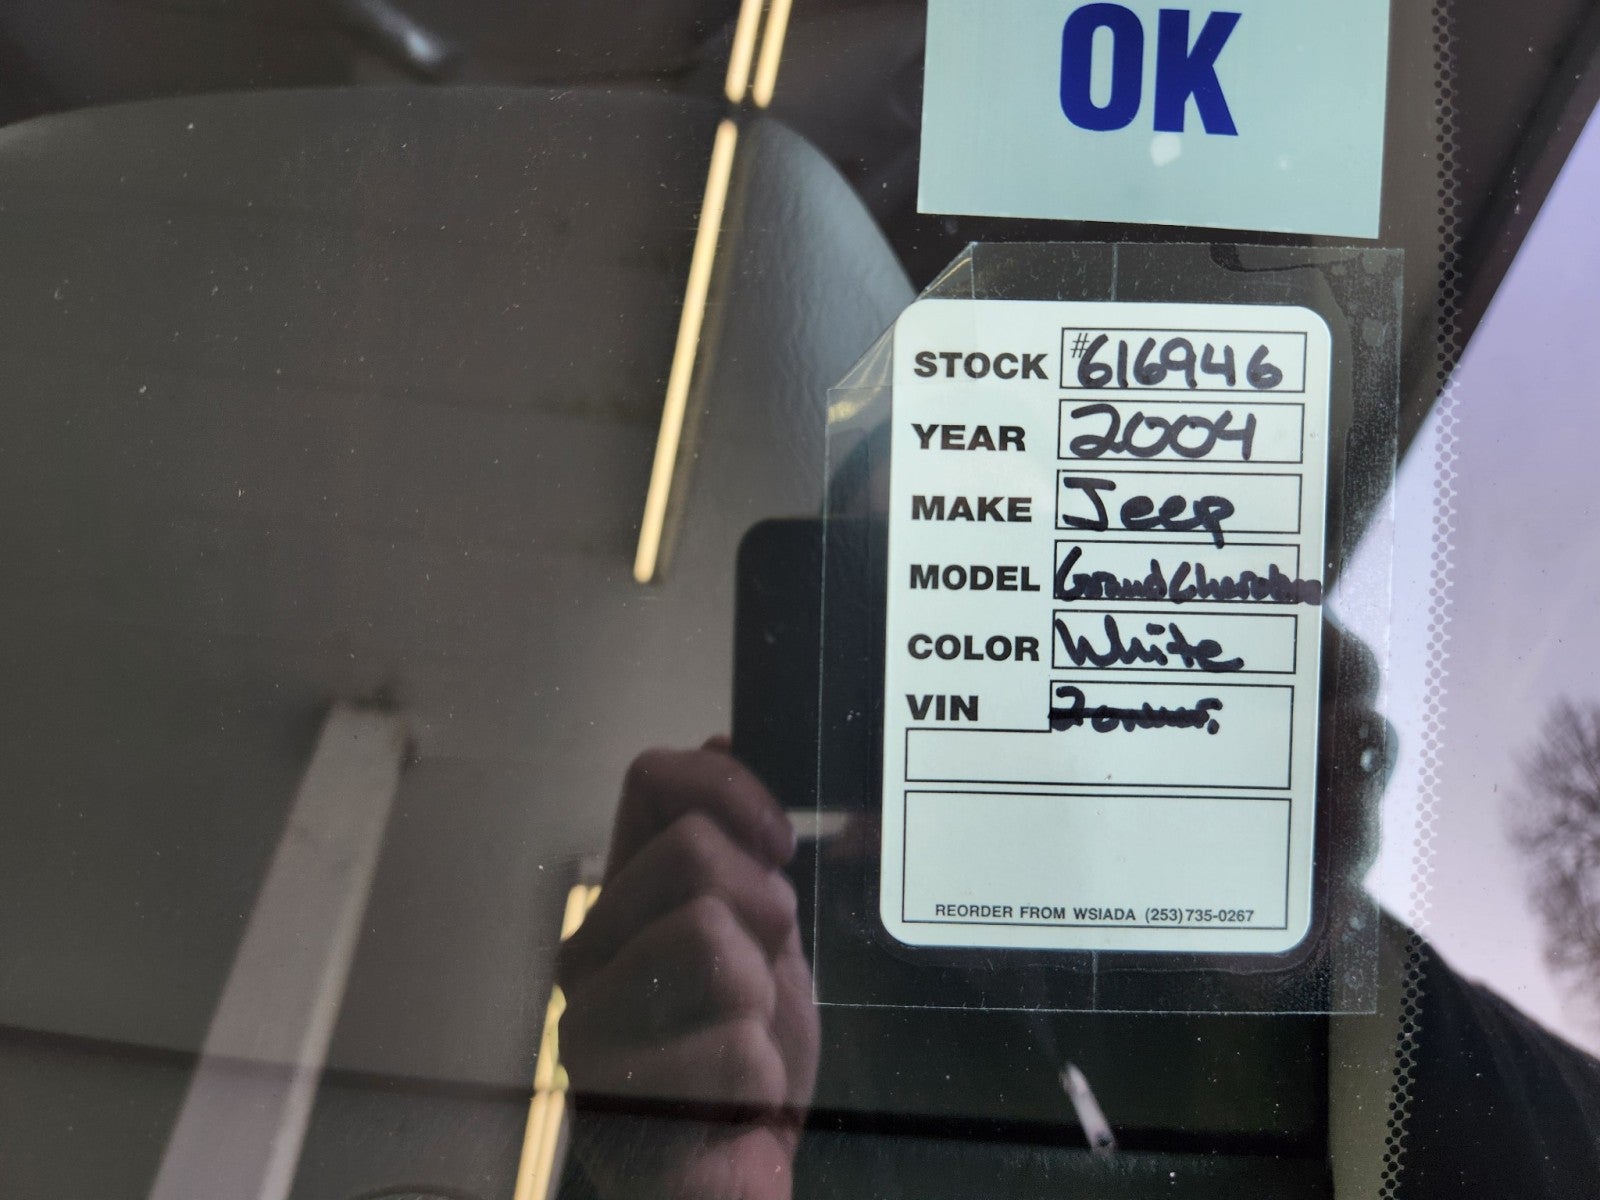 OK
STOCK #616946
YEAR 2004
MAKE Jeep
MODEL Grand Cherokee
COLOR White
VIN
REORDER FROM WSIADA (253)735-0267